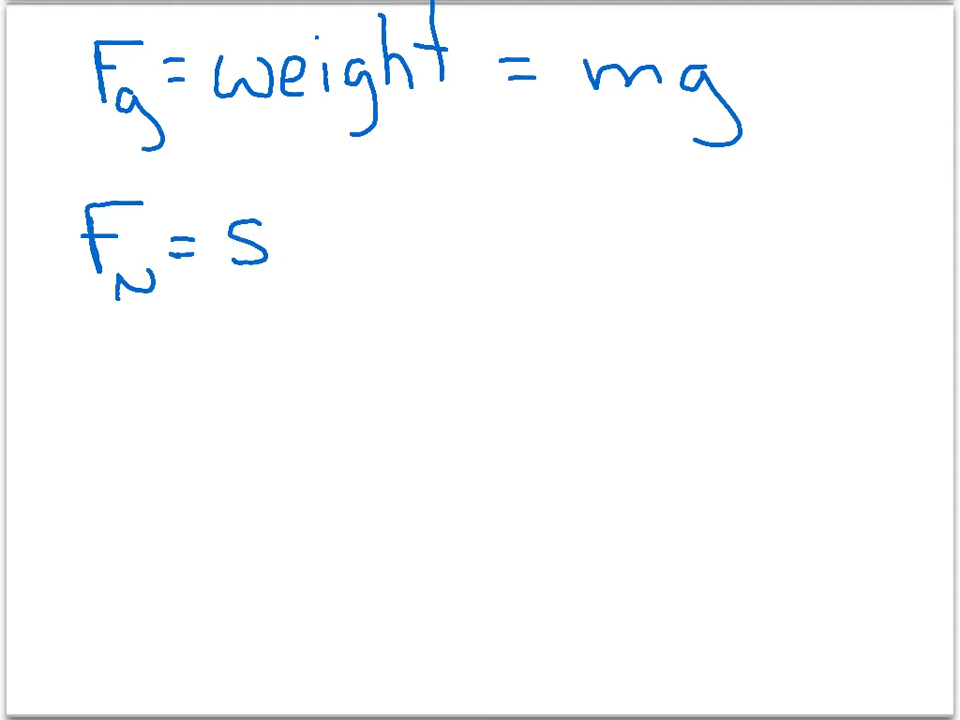 Fg = weight = mg
FN = s